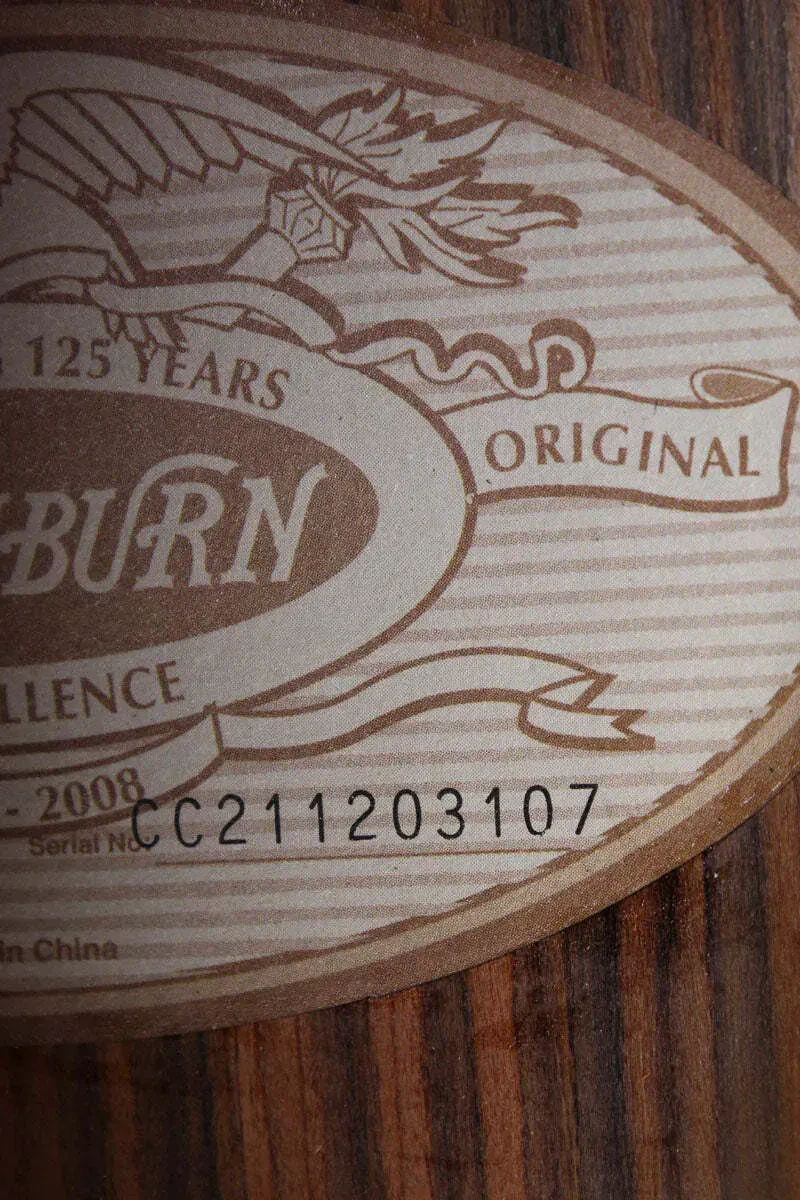 125 YEARS
ORIGINAL
BURN
LLENCE
- 2008
Serial No. CC211203107
in China